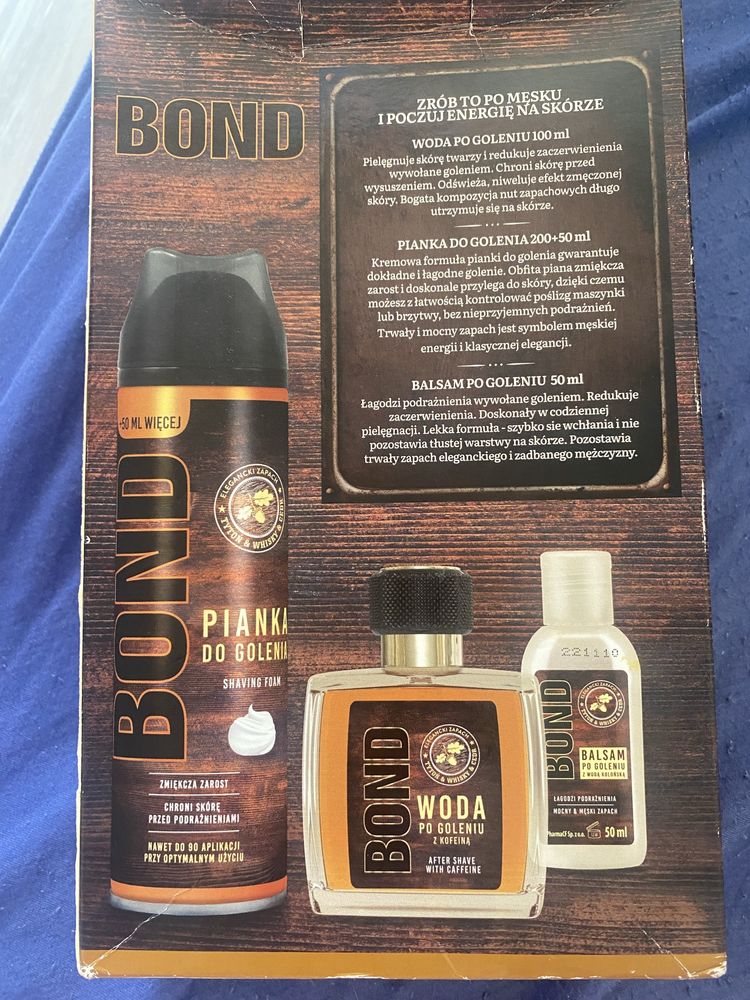 BOND
ZRÓB TO PO MĘSKU
I POCZUJ ENERGIĘ NA SKÓRZE
WODA PO GOLENIU 100 ml
Pielęgnuje skórę twarzy i redukuje zaczerwienienia
wywołane goleniem. Chroni skórę przed
wysuszeniem. Odświeża, niweluje efekt zmęczonej
skóry. Bogata kompozycja nut zapachowych długo
utrzymuje się na skórze.
PIANKA DO GOLENIA 200+50 ml
Kremowa formuła pianki do golenia gwarantuje
dokładne i łagodne golenie. Obfita piana zmiękcza
zarost i doskonale przylega do skóry, dzięki czemu
możesz z łatwością kontrolować poślizg maszynki
lub brzytwy, bez nieprzyjemnych podrażnień.
Trwały i mocny zapach jest symbolem męskiej
energii i klasycznej elegancji.
BALSAM PO GOLENIU 50 ml
Łagodzi podrażnienia wywołane goleniem. Redukuje
zaczerwienienia. Doskonały w codziennej
pielęgnacji. Lekka formuła - szybko sie wchłania i nie
pozostawia tłustej warstwy na skórze. Pozostawia
trwały zapach eleganckiego i zadbanego mężczyzny.
+50 ML WIĘCEJ
BOND
ELEGANCKI ZAPACH
TYTOŃ & WHISKY & DZIKI
PIANKA
DO GOLENIA
SHAVING FOAM
ZMIĘKCZA ZAROST
CHRONI SKÓRĘ
PRZED PODRAŻNIENIAMI
NAWET DO 90 APLIKACJI
PRZY OPTYMALNYM UŻYCIU
BOND
ELEGANCKI ZAPACH
TYTOŃ & WHISKY &
WODA
PO GOLENIU
Z KOFEINĄ
AFTER SHAVE
WITH CAFFEINE
221110
BOND
ELEGANCKI ZAPACH
TYTOŃ & WHISKY &
BALSAM
PO GOLENIU
Z WODĄ KOLOŃSKĄ
ŁAGODZI PODRAŻNIENIA
MOCNY & MĘSKI ZAPACH
PharmaCF Sp. z o.o.
50 ml